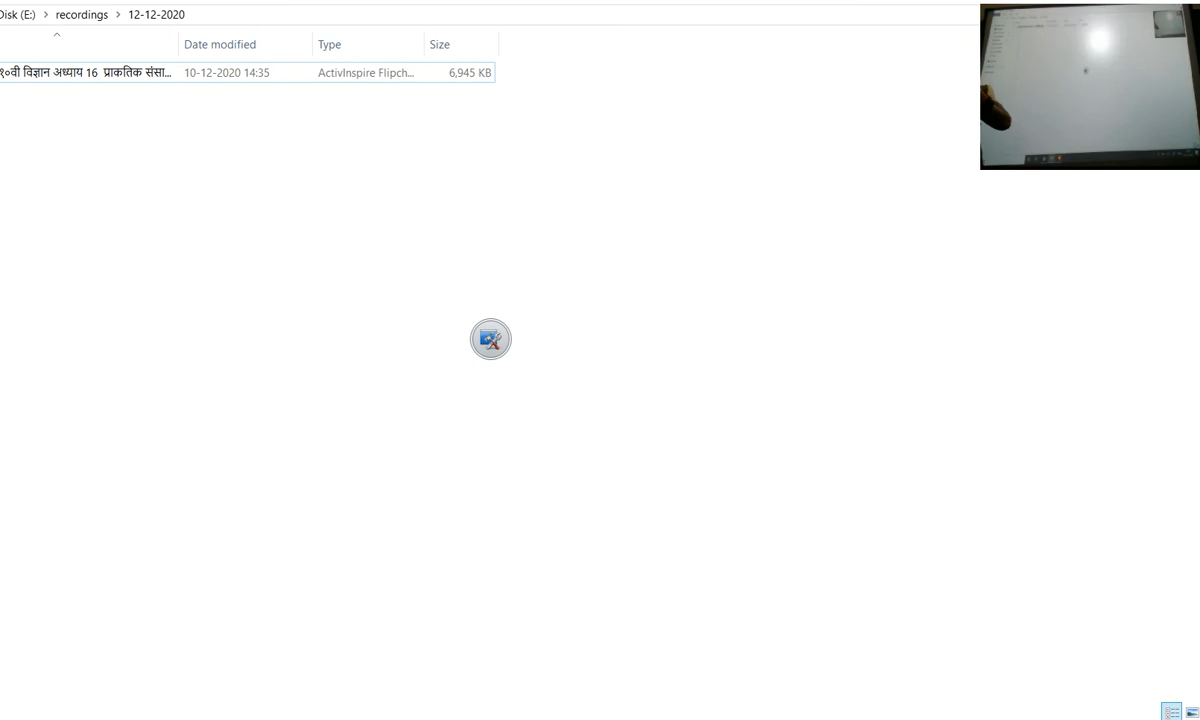 Disk (E:) > recordings > 12-12-2020
Date modified Type Size
१०वी विज्ञान अध्याय 16 प्राकतिक संसा... 10-12-2020 14:35 ActivInspire Flipch... 6,945 KB